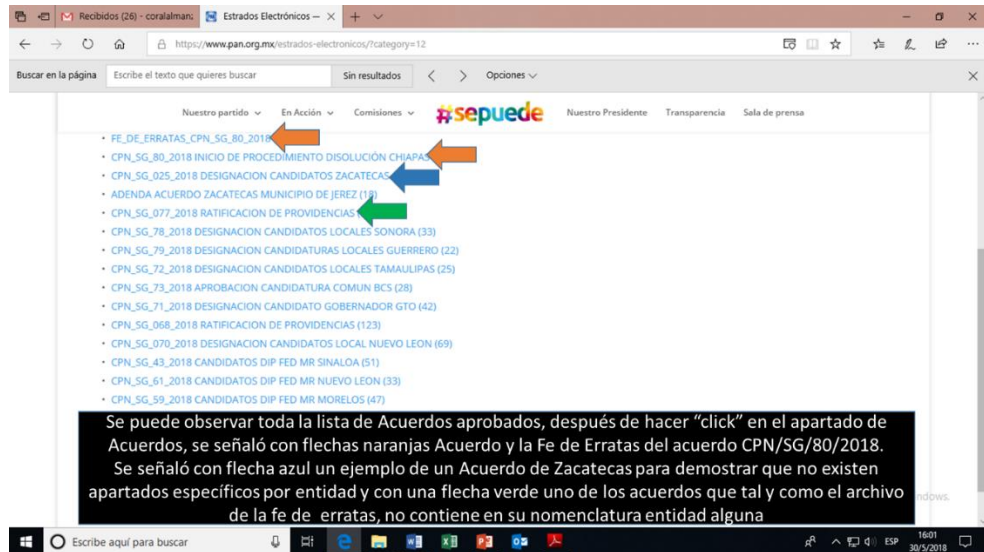 Recibidos (26) - coralalman:
Estrados Electrónicos —
https://www.pan.org.mx/estrados-electronicos/?category=12
Buscar en la página
Escribe el texto que quieres buscar
Sin resultados
Opciones
Nuestro partido
En Acción
Comisiones
#sepuede
Nuestro Presidente
Transparencia
Sala de prensa
FE_DE_ERRATAS_CPN_SG_80_2018
CPN_SG_80_2018 INICIO DE PROCEDIMIENTO DISOLUCIÓN CHIAPAS
CPN_SG_025_2018 DESIGNACION CANDIDATOS ZACATECAS
ADENDA ACUERDO ZACATECAS MUNICIPIO DE JEREZ (18)
CPN_SG_077_2018 RATIFICACION DE PROVIDENCIAS
CPN_SG_78_2018 DESIGNACION CANDIDATOS LOCALES SONORA (33)
CPN_SG_79_2018 DESIGNACION CANDIDATURAS LOCALES GUERRERO (22)
CPN_SG_72_2018 DESIGNACION CANDIDATOS LOCALES TAMAULIPAS (25)
CPN_SG_73_2018 APROBACION CANDIDATURA COMUN BCS (28)
CPN_SG_71_2018 DESIGNACION CANDIDATO GOBERNADOR GTO (42)
CPN_SG_068_2018 RATIFICACION DE PROVIDENCIAS (123)
CPN_SG_070_2018 DESIGNACION CANDIDATOS LOCAL NUEVO LEON (69)
CPN_SG_43_2018 CANDIDATOS DIP FED MR SINALOA (51)
CPN_SG_61_2018 CANDIDATOS DIP FED MR NUEVO LEON (33)
CPN_SG_59_2018 CANDIDATOS DIP FED MR MORELOS (47)
Se puede observar toda la lista de Acuerdos aprobados, después de hacer “click” en el apartado de
Acuerdos, se señaló con flechas naranjas Acuerdo y la Fe de Erratas del acuerdo CPN/SG/80/2018.
Se señaló con flecha azul un ejemplo de un Acuerdo de Zacatecas para demostrar que no existen
apartados específicos por entidad y con una flecha verde uno de los acuerdos que tal y como el archivo
de la fe de erratas, no contiene en su nomenclatura entidad alguna
Escribe aquí para buscar
ESP
16:01
30/5/2018